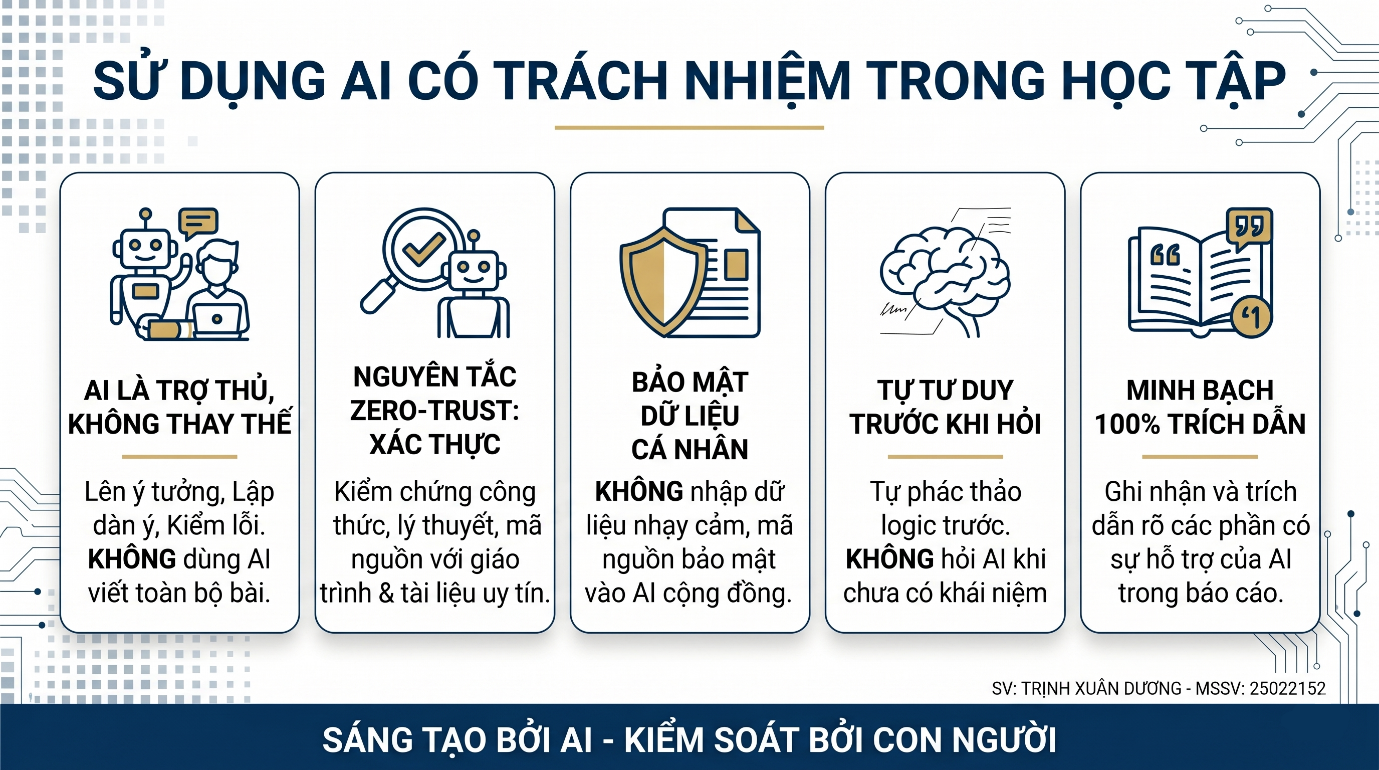 SỬ DỤNG AI CÓ TRÁCH NHIỆM TRONG HỌC TẬP
AI LÀ TRỢ THỦ,
KHÔNG THAY THẾ
Lên ý tưởng, Lập
dàn ý, Kiểm lỗi.
KHÔNG dùng AI
viết toàn bộ bài.
NGUYÊN TẮC
ZERO-TRUST:
XÁC THỰC
Kiểm chứng công
thức, lý thuyết, mã
nguồn với giáo
trình & tài liệu uy tín.
BẢO MẬT
DỮ LIỆU
CÁ NHÂN
KHÔNG nhập dữ
liệu nhạy cảm, mã
nguồn bảo mật
vào AI cộng đồng.
TỰ TƯ DUY
TRƯỚC KHI HỎI
Tự phác thảo
logic trước.
KHÔNG hỏi AI khi
chưa có khái niệm
MINH BẠCH
100% TRÍCH DẪN
Ghi nhận và trích
dẫn rõ các phần có
sự hỗ trợ của AI
trong báo cáo.
SV: TRỊNH XUÂN DƯƠNG - MSSV: 25022152
SÁNG TẠO BỞI AI - KIỂM SOÁT BỞI CON NGƯỜI